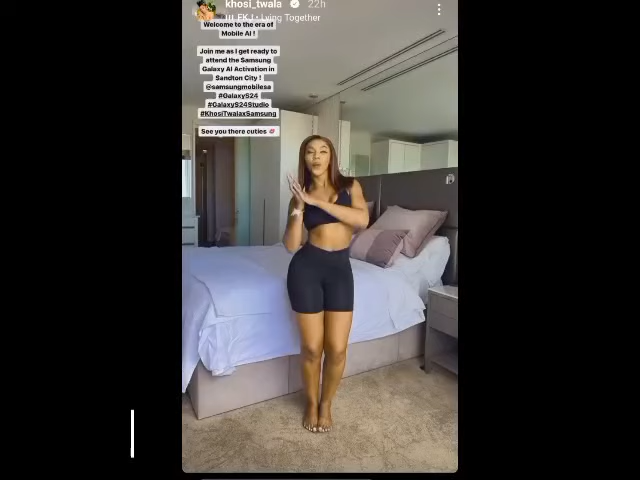 khosi_twala 22h
Lying Together
Welcome to the era of
Mobile AI !
Join me as I get ready to
attend the Samsung
Galaxy AI Activation in
Sandton City !
@samsungmobilesa
#GalaxyS24
#GalaxyS24Studio
#KhosiTwalaxSamsung
See you there cuties